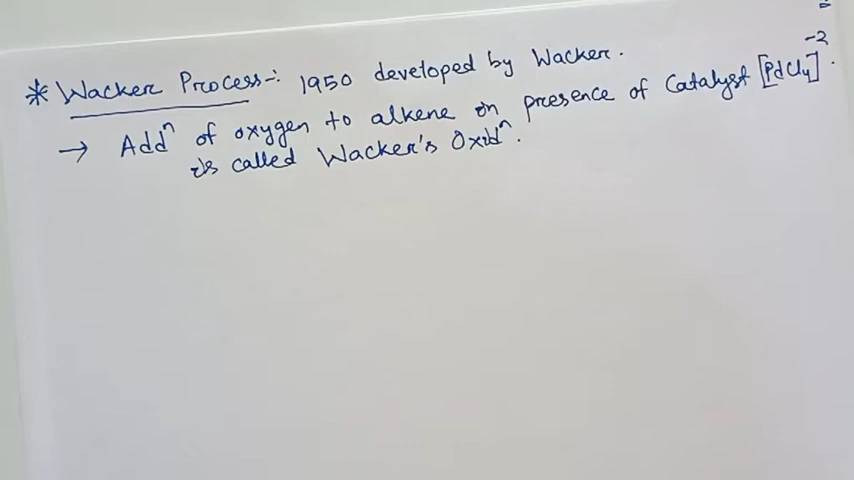 * Wacker Process-: 1950 developed by Wacker.
→ Addⁿ of oxygen to alkene on presence of Catalyst [PdCl₄]⁻².
is called Wacker's Oxidⁿ.